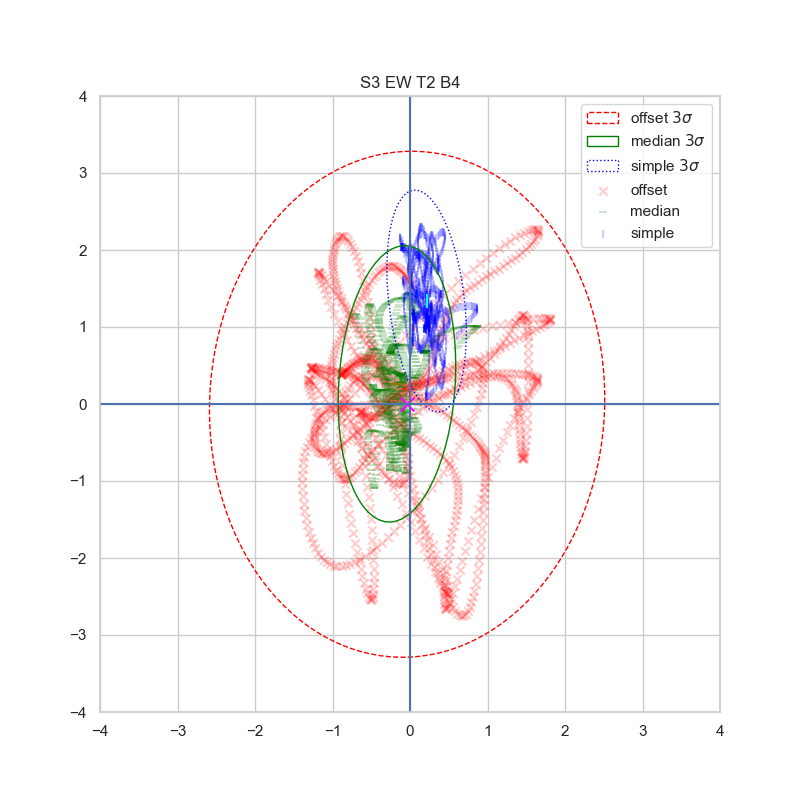 S3 EW T2 B4
offset 3σ
median 3σ
simple 3σ
offset
median
simple
4
3
2
1
0
−1
−2
−3
−4
−4 −3 −2 −1 0 1 2 3 4